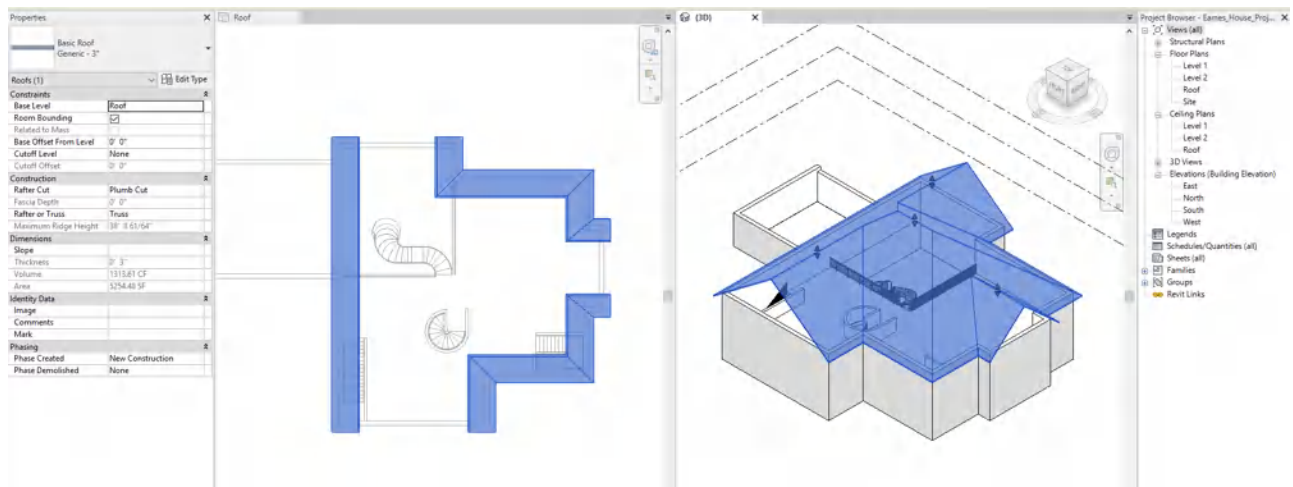 Properties
Basic Roof
Generic - 3"
Roofs (1)
Edit Type
Constraints
Base Level Roof
Room Bounding
Related to Mass
Base Offset From Level 0' 0"
Cutoff Level None
Cutoff Offset 0' 0"
Construction
Rafter Cut Plumb Cut
Fascia Depth 0' 0"
Rafter or Truss Truss
Maximum Ridge Height
Dimensions
Slope
Thickness 0' 3"
Volume 1313.61 CF
Area 5254.48 SF
Identity Data
Image
Comments
Mark
Phasing
Phase Created New Construction
Phase Demolished None
Roof
{3D}
Project Browser - Eames_House_Proj...
Views (all)
Structural Plans
Floor Plans
Level 1
Level 2
Roof
Site
Ceiling Plans
Level 1
Level 2
Roof
3D Views
Elevations (Building Elevation)
East
North
South
West
Legends
Schedules/Quantities (all)
Sheets (all)
Families
Groups
Revit Links